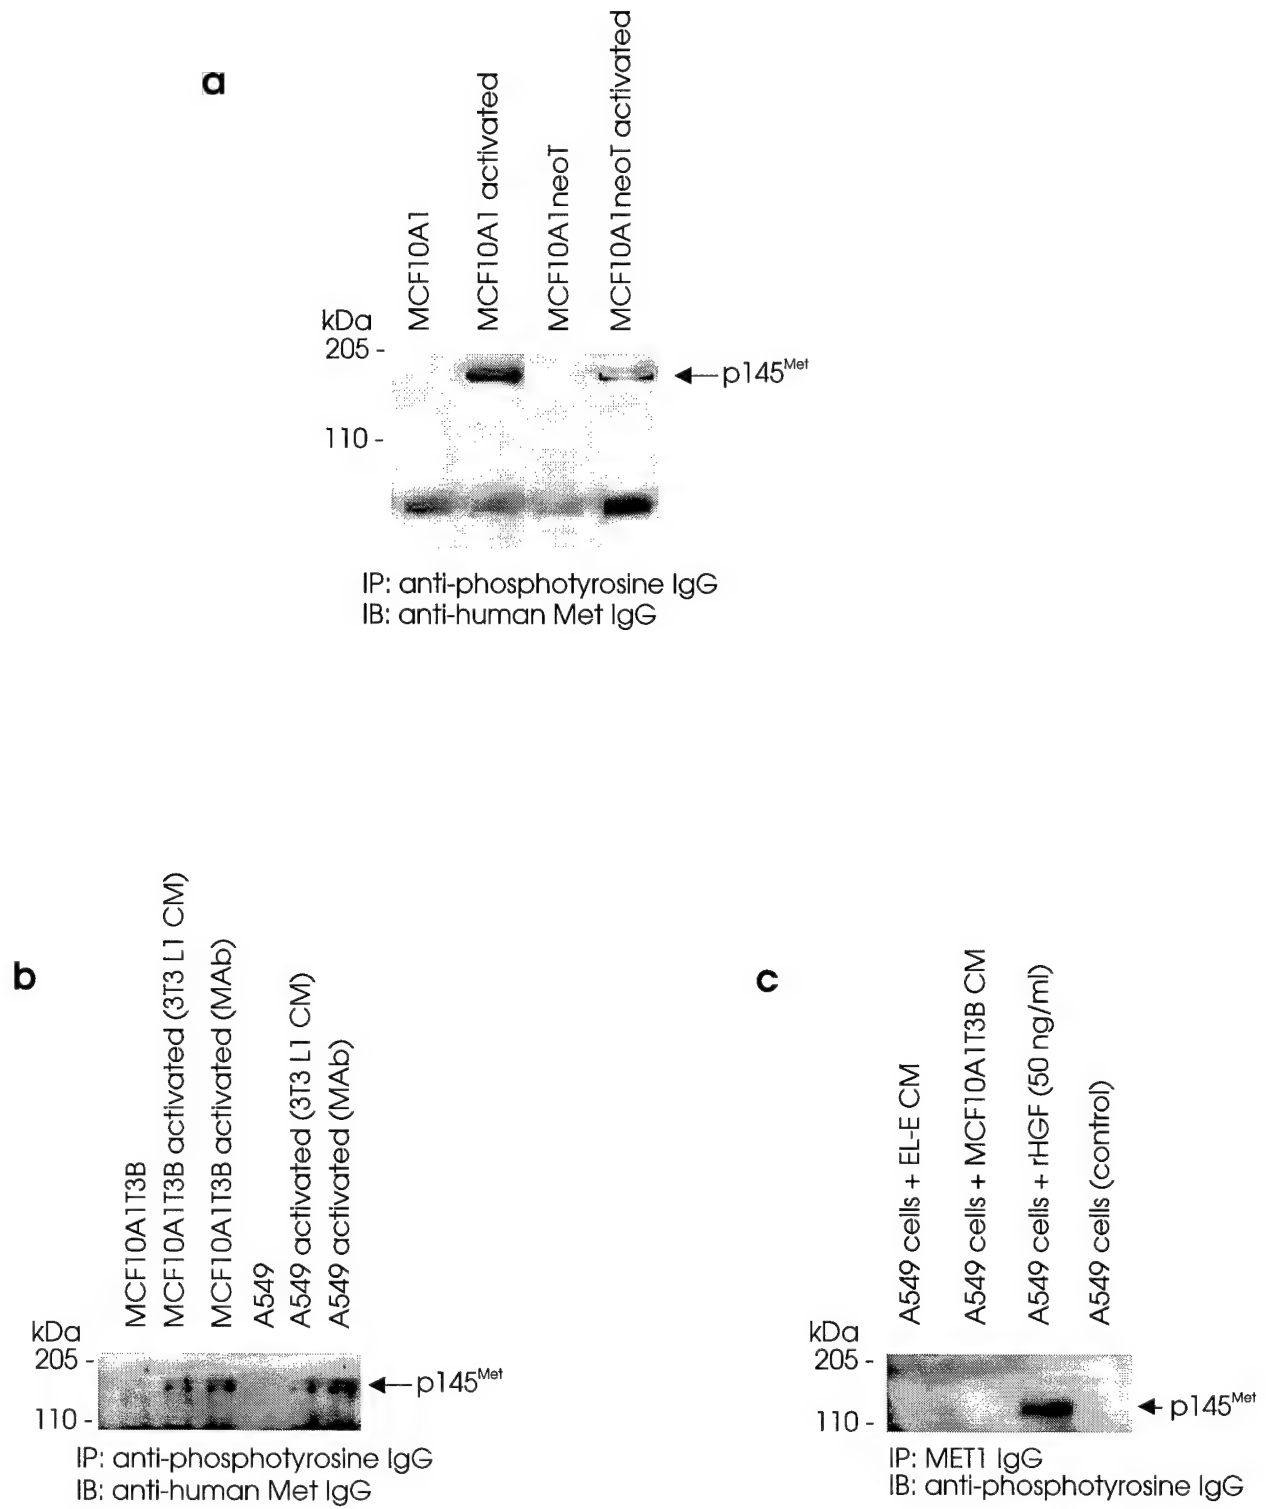 a
MCF10A1
MCF10A1 activated
MCF10A1neoT
MCF10A1neoT activated
kDa
205 -
p145Met
110 -
IP: anti-phosphotyrosine IgG
IB: anti-human Met IgG
b
MCF10A1T3B
MCF10A1T3B activated (3T3 L1 CM)
MCF10A1T3B activated (MAb)
A549
A549 activated (3T3 L1 CM)
A549 activated (MAb)
kDa
205 -
p145Met
110 -
IP: anti-phosphotyrosine IgG
IB: anti-human Met IgG
c
A549 cells + EL-E CM
A549 cells + MCF10A1T3B CM
A549 cells + rHGF (50 ng/ml)
A549 cells (control)
kDa
205 -
p145Met
110 -
IP: MET1 IgG
IB: anti-phosphotyrosine IgG